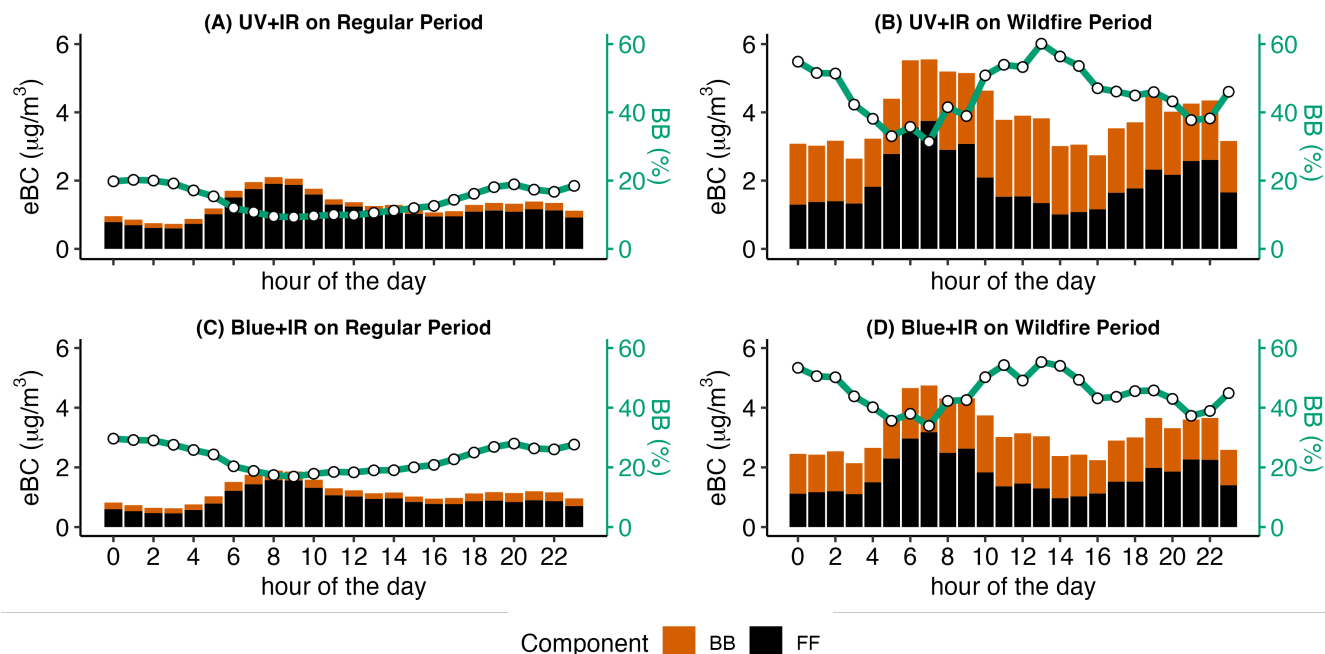 (A) UV+IR on Regular Period
(B) UV+IR on Wildfire Period
6
4
2
0
eBC (μg/m³)
60
40
20
0
BB (%)
hour of the day
6
4
2
0
eBC (μg/m³)
60
40
20
0
BB (%)
hour of the day
(C) Blue+IR on Regular Period
(D) Blue+IR on Wildfire Period
6
4
2
0
eBC (μg/m³)
60
40
20
0
BB (%)
0 2 4 6 8 10 12 14 16 18 20 22
hour of the day
6
4
2
0
eBC (μg/m³)
60
40
20
0
BB (%)
0 2 4 6 8 10 12 14 16 18 20 22
hour of the day
Component BB FF